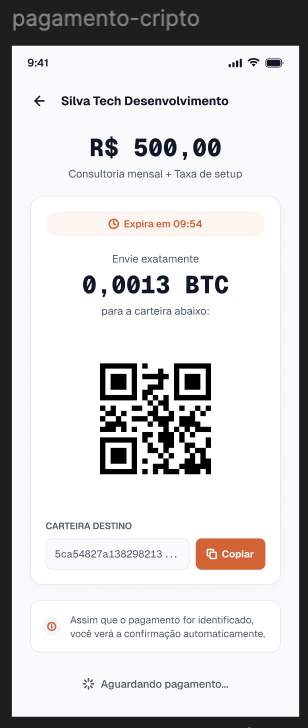 pagamento-cripto
9:41
Silva Tech Desenvolvimento
R$ 500,00
Consultoria mensal + Taxa de setup
Expira em 09:54
Envie exatamente
0,0013 BTC
para a carteira abaixo:
CARTEIRA DESTINO
5ca54827a138298213 ...
Copiar
Assim que o pagamento for identificado,
você verá a confirmação automaticamente.
Aguardando pagamento...